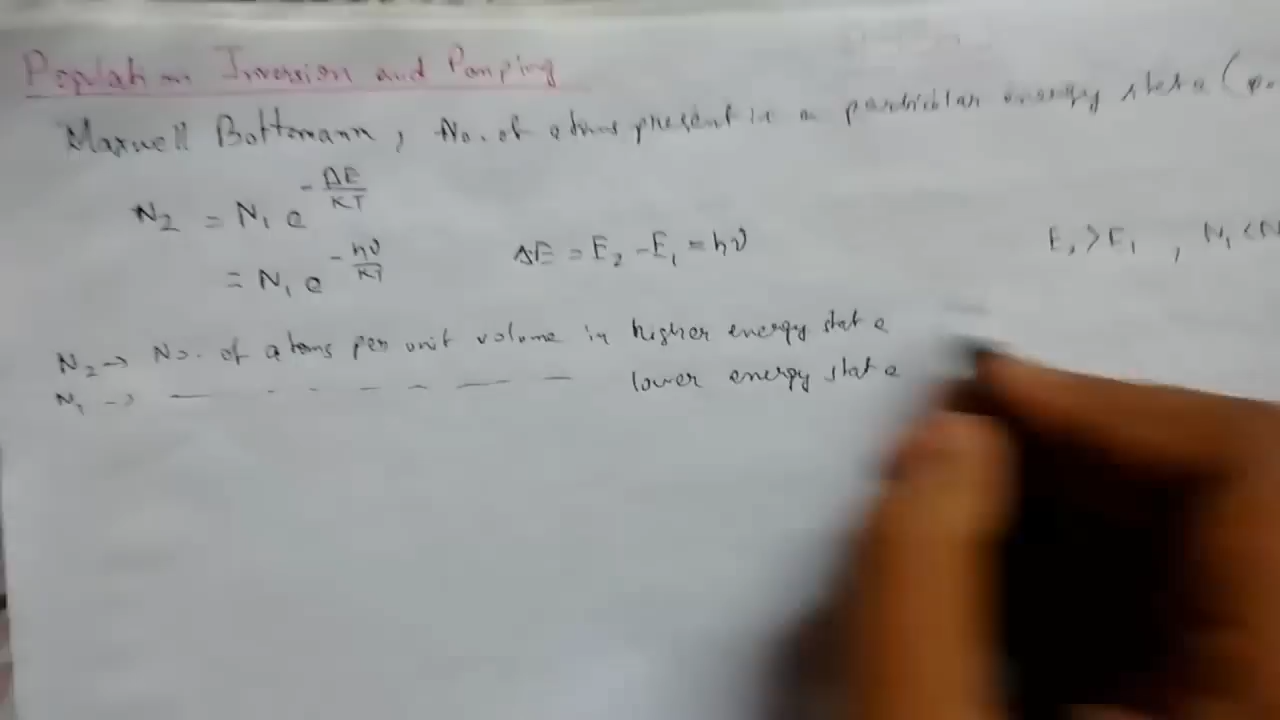 Population Inversion and Pumping
Maxwell Boltzmann, No. of atoms present in a particular energy state (
N₂ = N₁ e^(-ΔE/KT)
= N₁ e^(-hν/KT)
ΔE = E₂ - E₁ = hν
E₂ > E₁ , N₁ < N
N₂ → No. of atoms per unit volume in higher energy state
N₁ → — - - — - — — lower energy state